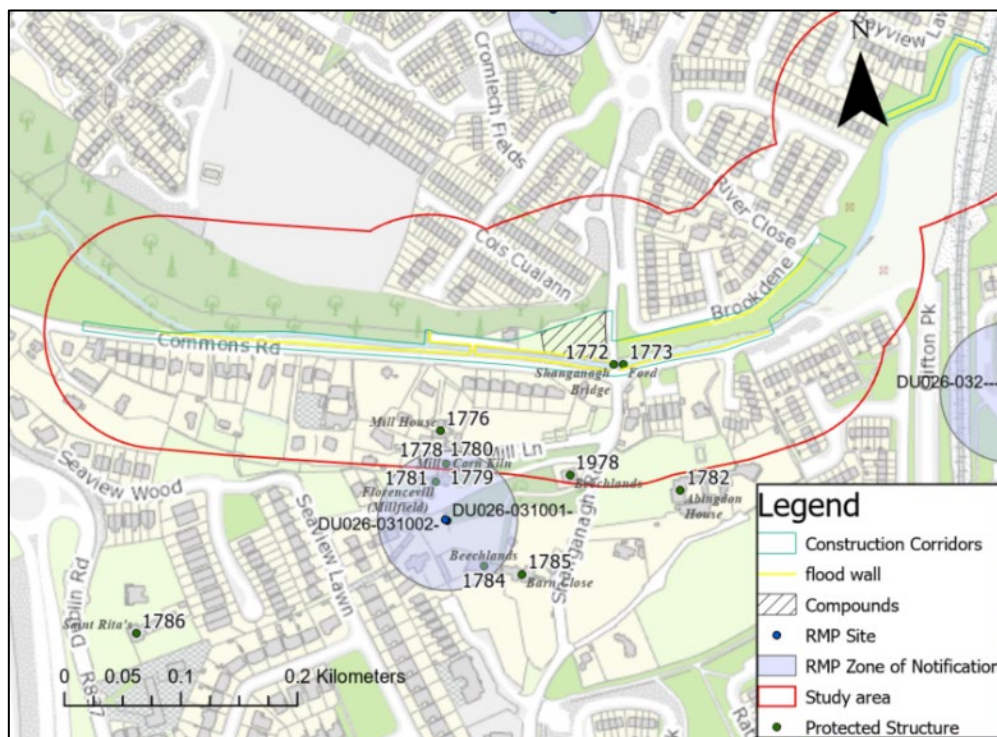 Bayview Law
N
Cromlech Fields
River Close
Cois Cualann
Brookdene
Commons Rd
1772
1773
Shanganagh
Bridge
Ford
Clifton Pk
DU026-032---
Mill House
1776
1778
1780
Mill Ln
Mill
Corn Kiln
1781
1779
1978
Beechlands
1782
Abingdon
House
Seaview Wood
Florencevill
(Millfield)
DU026-031001-
DU026-031002-
Seaview Lawn
Shanganagh Rd
Beechlands
1784
1785
Barn Close
Saint Rita's
1786
Dublin Rd
R837
0 0.05 0.1 0.2 Kilometers
Rat
Legend
Construction Corridors
flood wall
Compounds
RMP Site
RMP Zone of Notification
Study area
Protected Structure